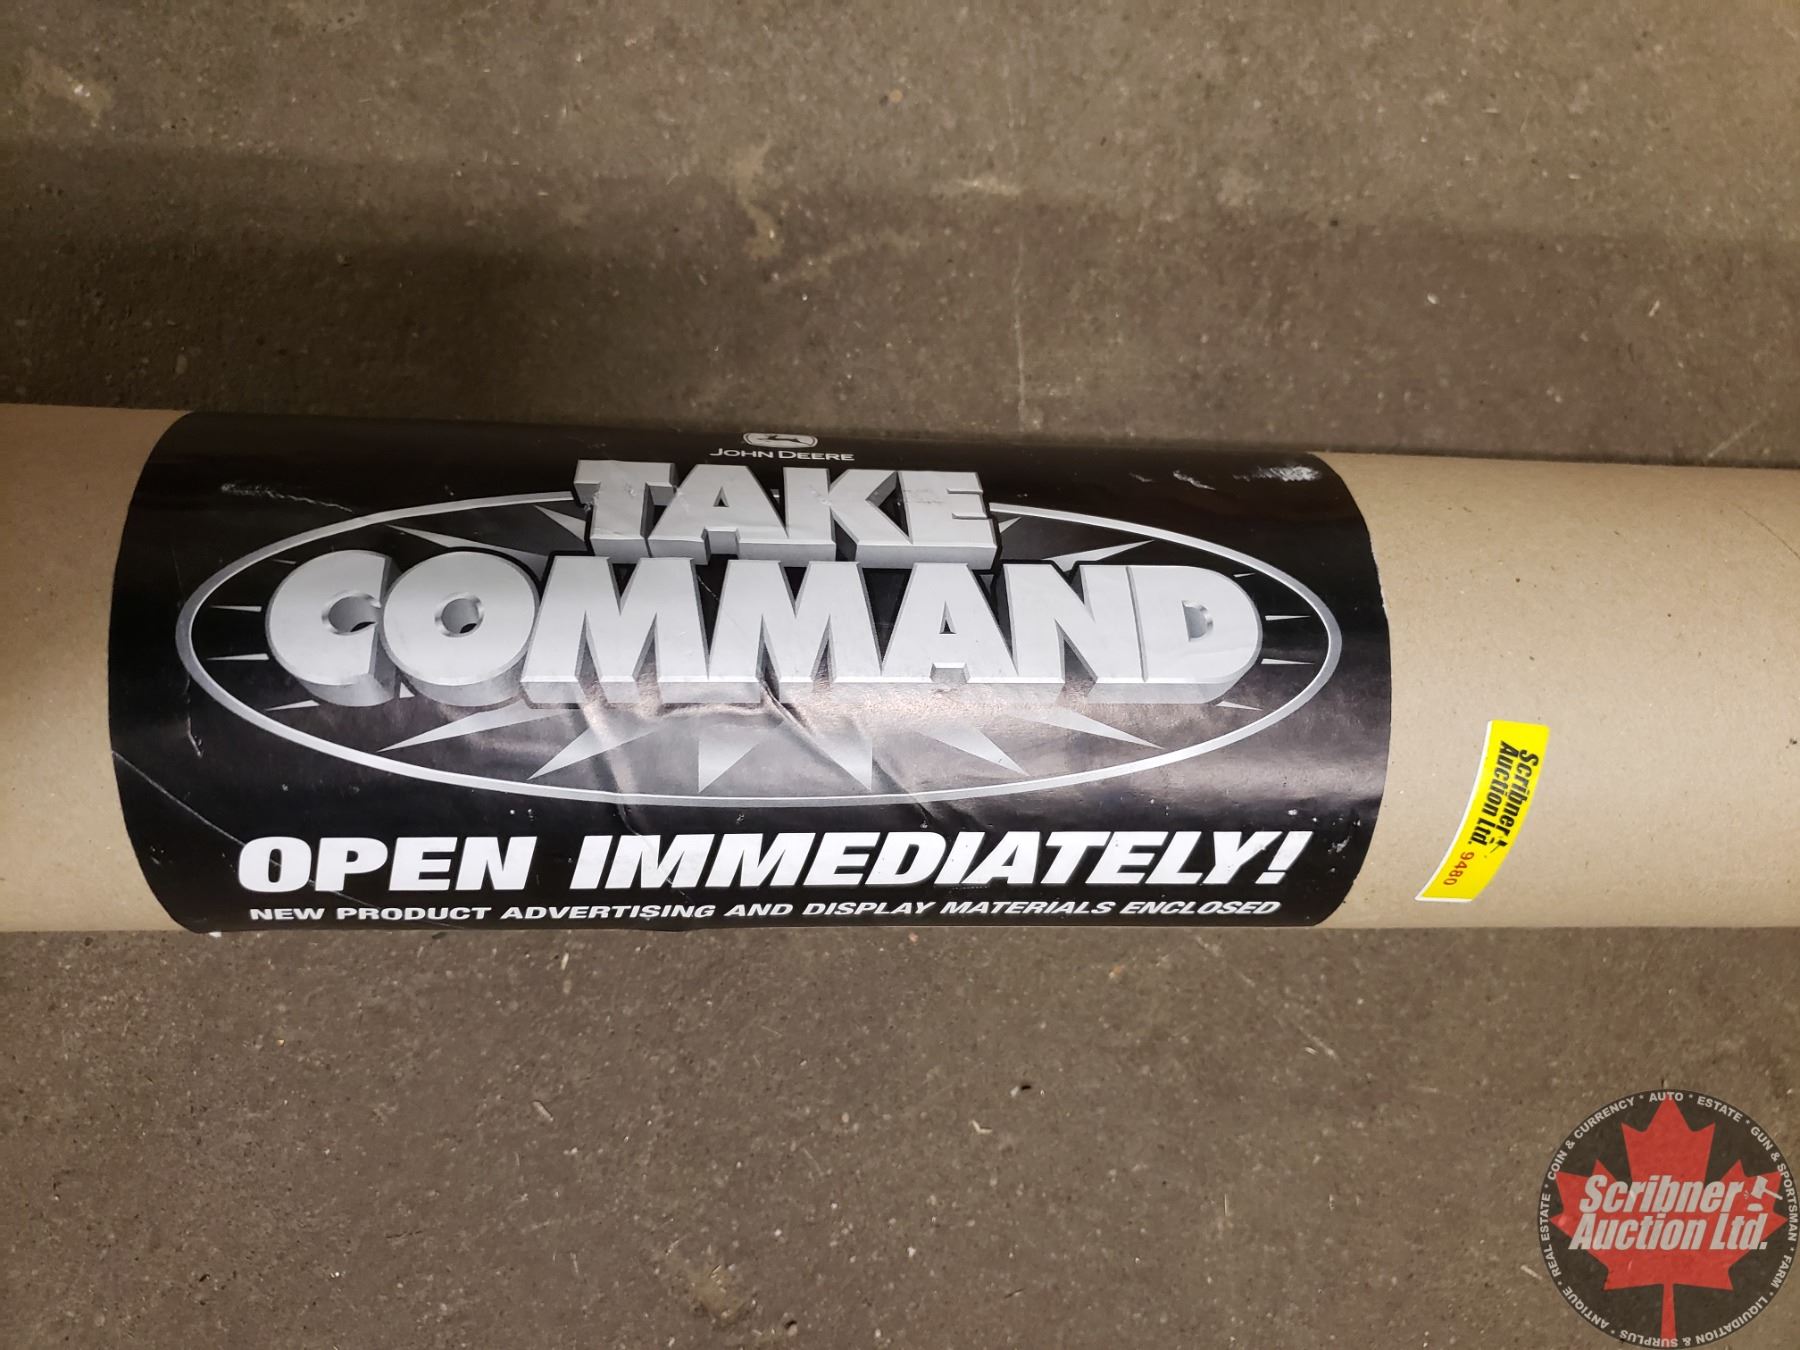 JOHN DEERE
TAKE
COMMAND
OPEN IMMEDIATELY!
NEW PRODUCT ADVERTISING AND DISPLAY MATERIALS ENCLOSED
Scribner
Auction Ltd.
9480
REAL ESTATE * COIN & CURRENCY * AUTO * ESTATE * GUN & SPORTSMAN * FARM * LIQUIDATION & SURPLUS * ANTIQUE *
Scribner
Auction Ltd.